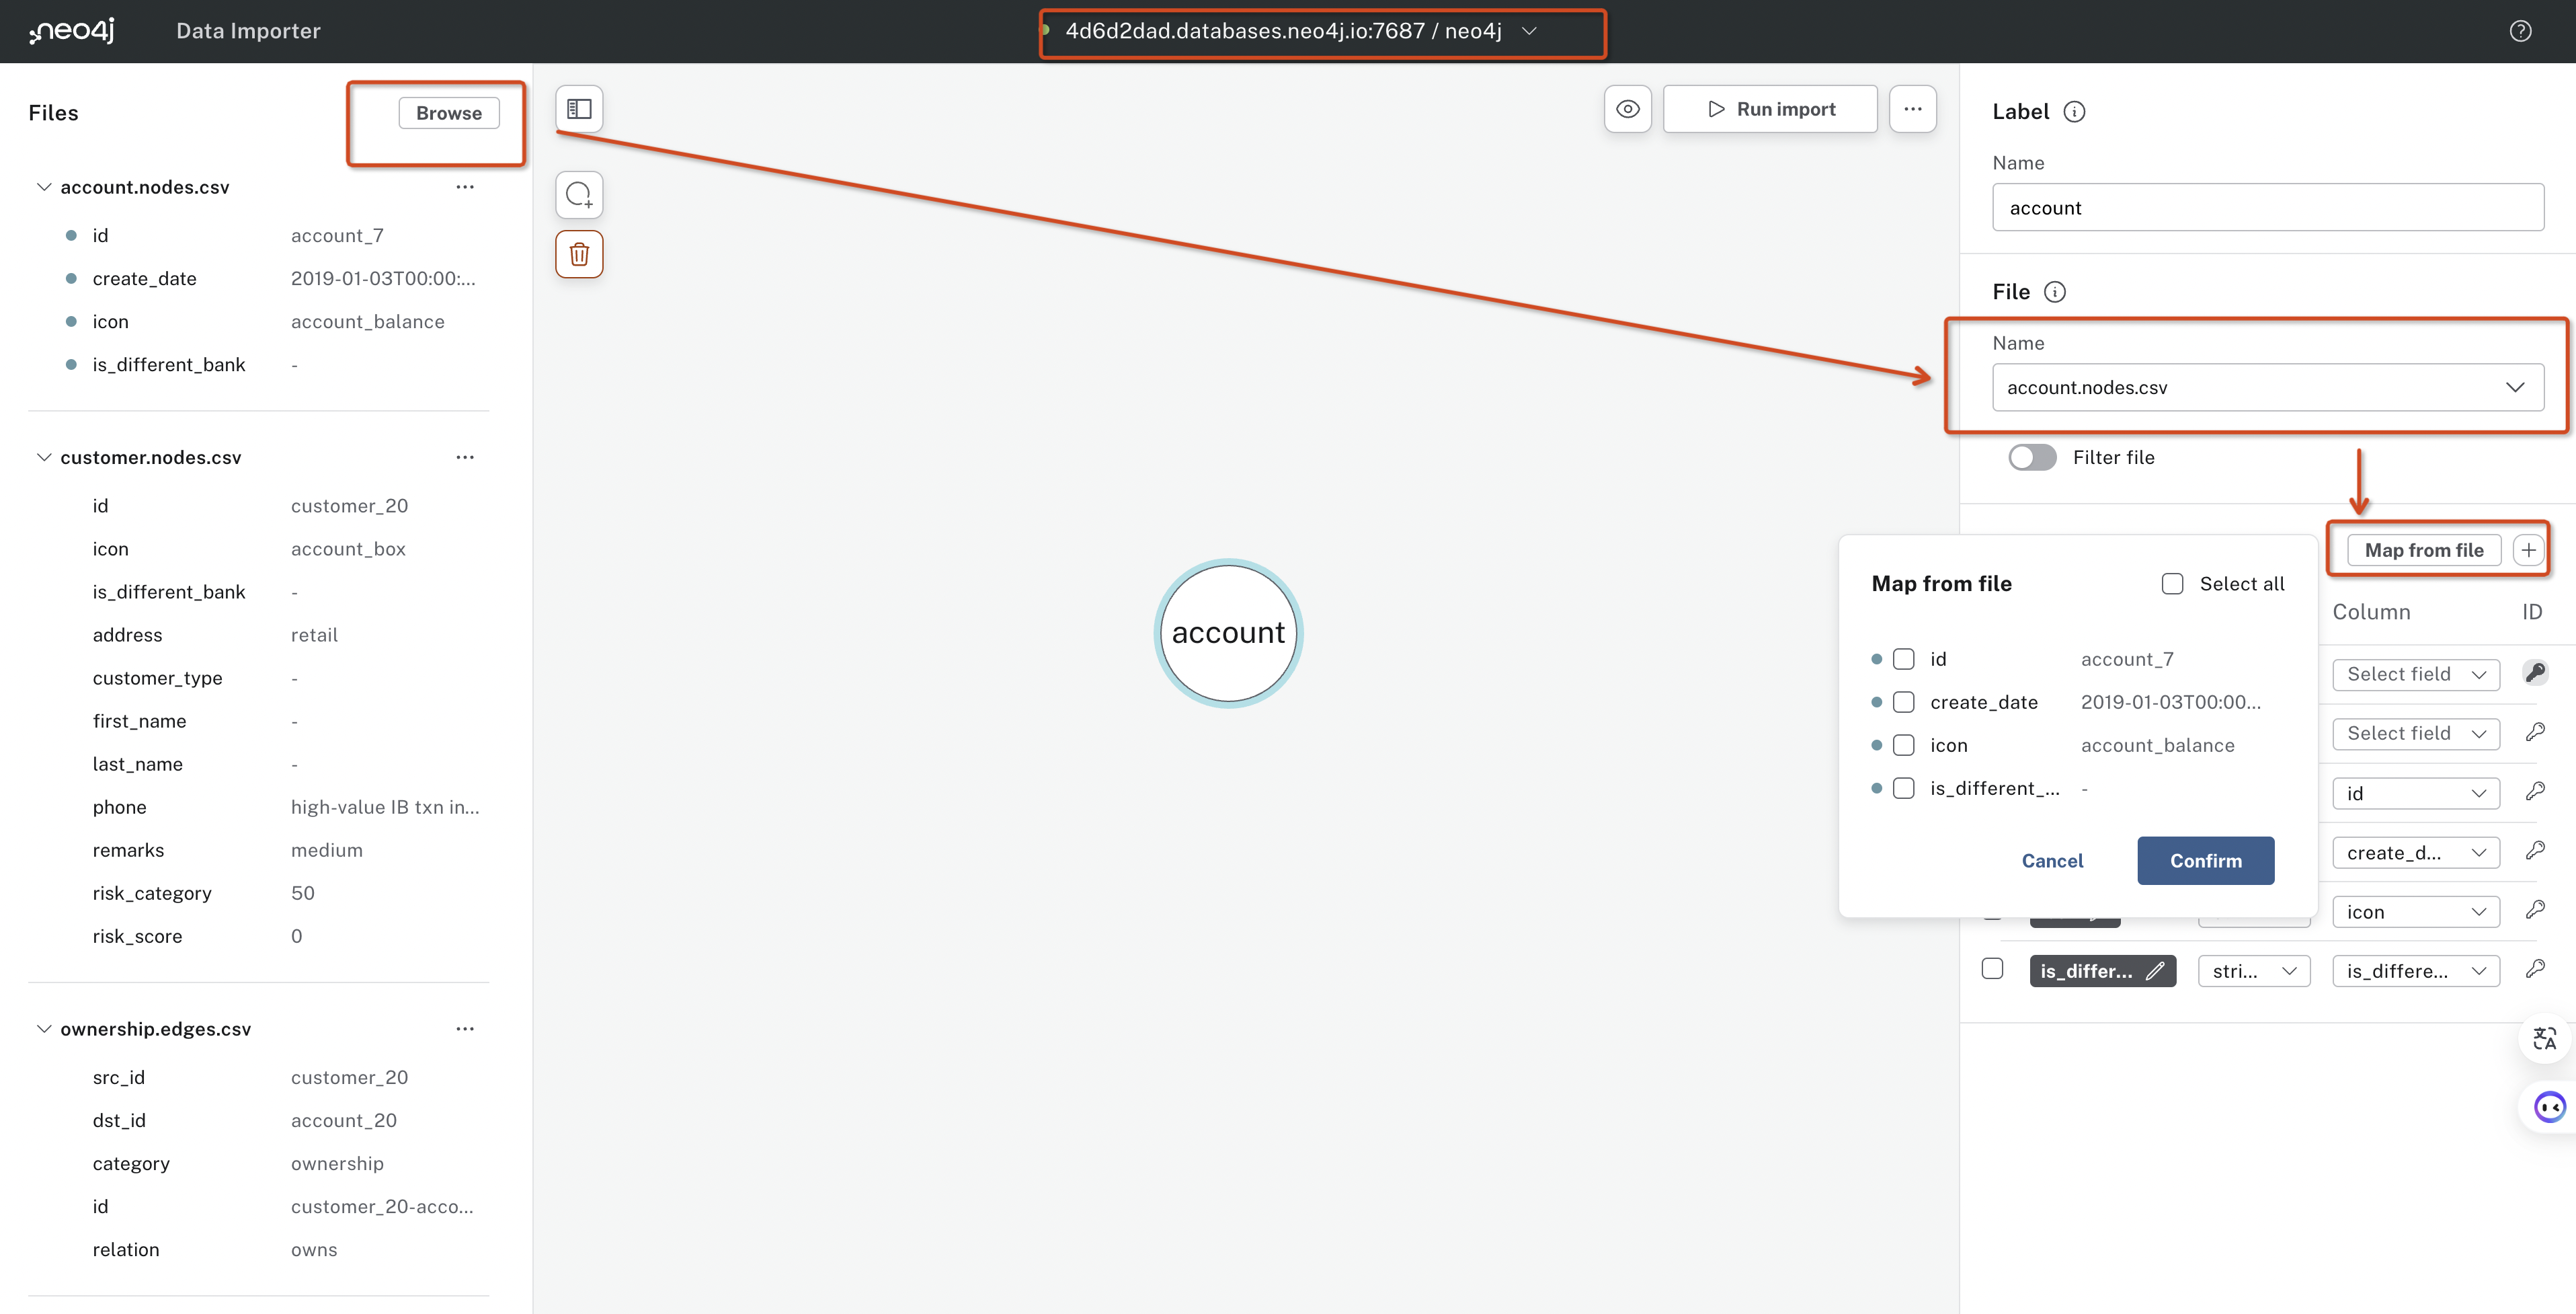 neo4j
Data Importer
4d6d2dad.databases.neo4j.io:7687 / neo4j
Files
Browse
account.nodes.csv
id account_7
create_date 2019-01-03T00:00:...
icon account_balance
is_different_bank -
customer.nodes.csv
id customer_20
icon account_box
is_different_bank -
address retail
customer_type -
first_name -
last_name -
phone high-value IB txn in...
remarks medium
risk_category 50
risk_score 0
ownership.edges.csv
src_id customer_20
dst_id account_20
category ownership
id customer_20-acco...
relation owns
Run import
account
Label
Name
account
File
Name
account.nodes.csv
Filter file
Map from file
Map from file
Select all
id account_7
create_date 2019-01-03T00:00...
icon account_balance
is_different_... -
Cancel
Confirm
Column ID
Select field
Select field
id
create_d...
icon
is_differ... stri... is_differe...